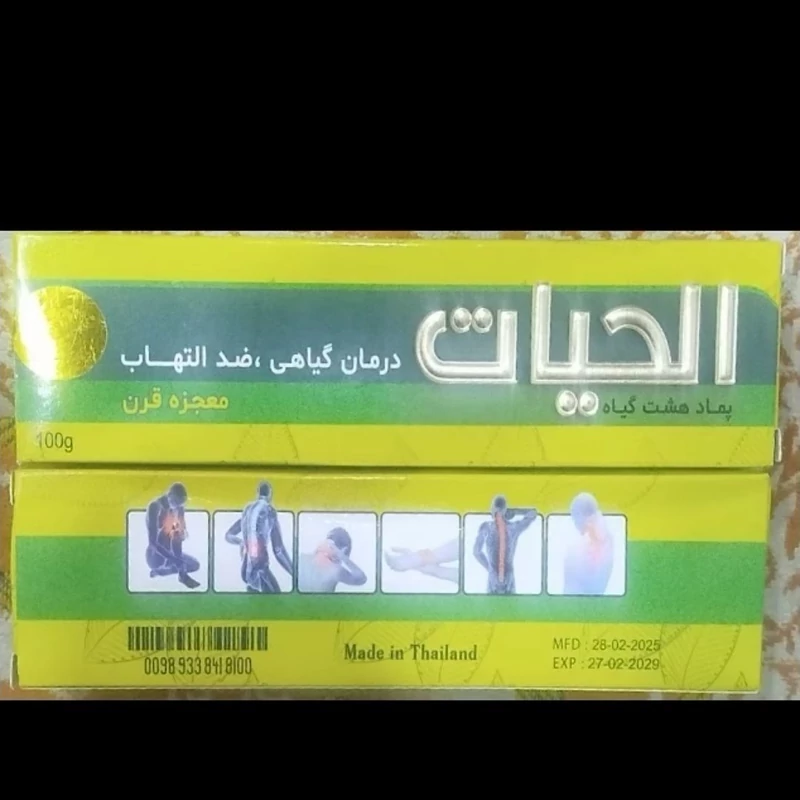 الحیات
درمان گیاهی ،ضد التهـاب
پماد هشت گیاه
معجزه قرن
100g
0098 933 841 8100
Made in Thailand
MFD : 28-02-2025
EXP : 27-02-2029